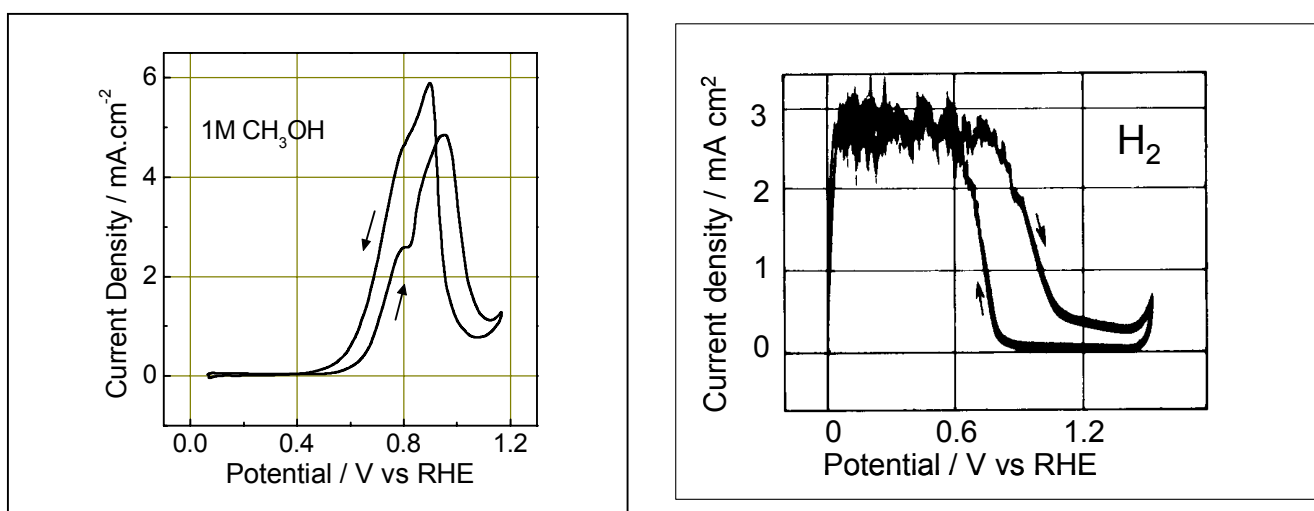 Current Density / mA.cm⁻²
6
4
2
0
1M CH₃OH
0.0 0.4 0.8 1.2
Potential / V vs RHE
Current density / mA cm²
3
2
1
0
H₂
0 0.6 1.2
Potential / V vs RHE